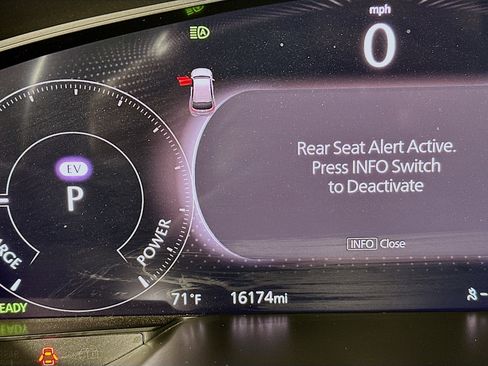 mph
0
A
Rear Seat Alert Active.
Press INFO Switch
to Deactivate
EV
P
POWER
INFO Close
71°F
16174mi